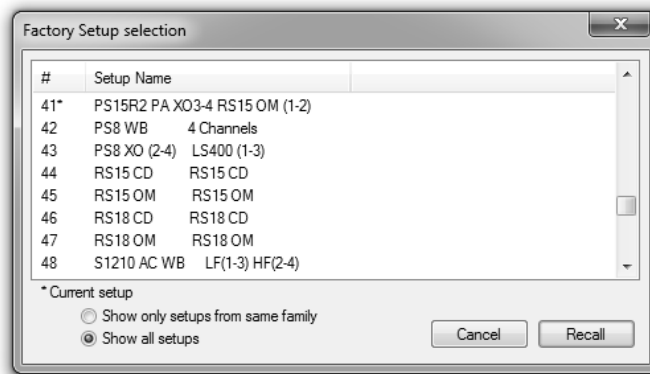 Factory Setup selection
# Setup Name
41* PS15R2 PA XO3-4 RS15 OM (1-2)
42 PS8 WB 4 Channels
43 PS8 XO (2-4) LS400 (1-3)
44 RS15 CD RS15 CD
45 RS15 OM RS15 OM
46 RS18 CD RS18 CD
47 RS18 OM RS18 OM
48 S1210 AC WB LF(1-3) HF(2-4)
* Current setup
Show only setups from same family
Show all setups
Cancel Recall